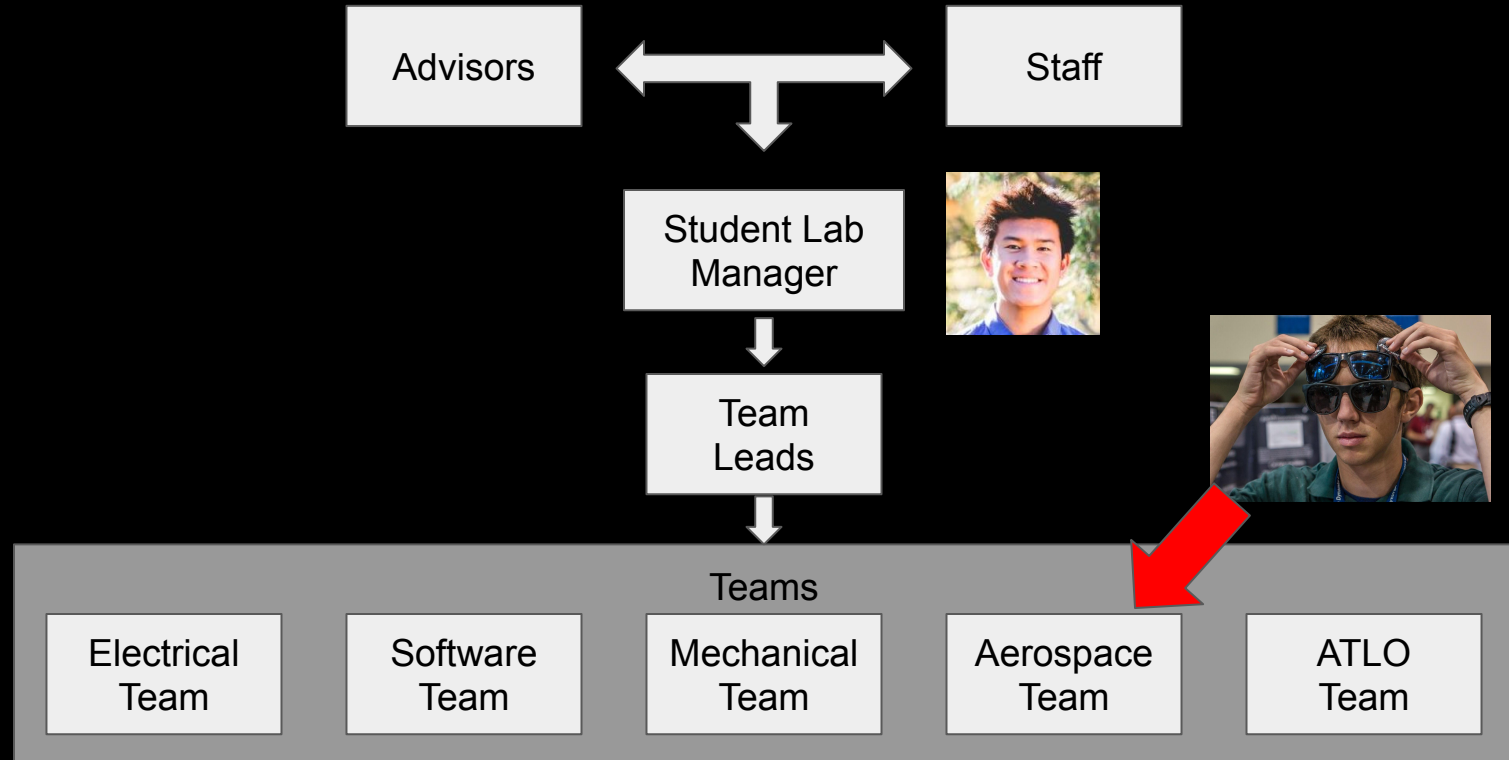 Advisors
Staff
Student Lab
Manager
Team
Leads
Teams
Electrical
Team
Software
Team
Mechanical
Team
Aerospace
Team
ATLO
Team